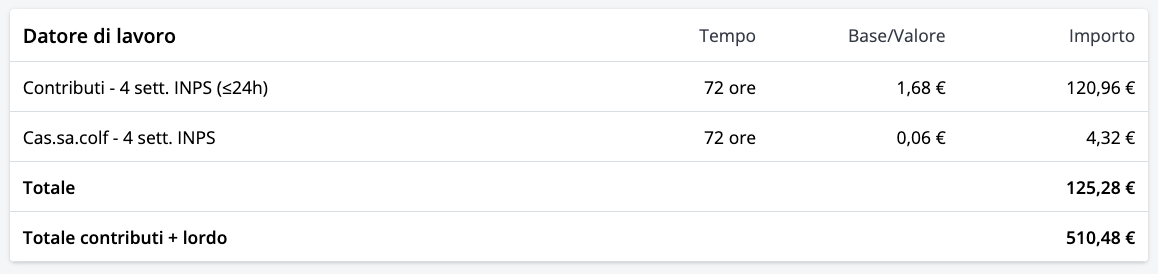 Datore di lavoro Tempo Base/Valore Importo
Contributi - 4 sett. INPS (≤24h) 72 ore 1,68 € 120,96 €
Cas.sa.colf - 4 sett. INPS 72 ore 0,06 € 4,32 €
Totale 125,28 €
Totale contributi + lordo 510,48 €